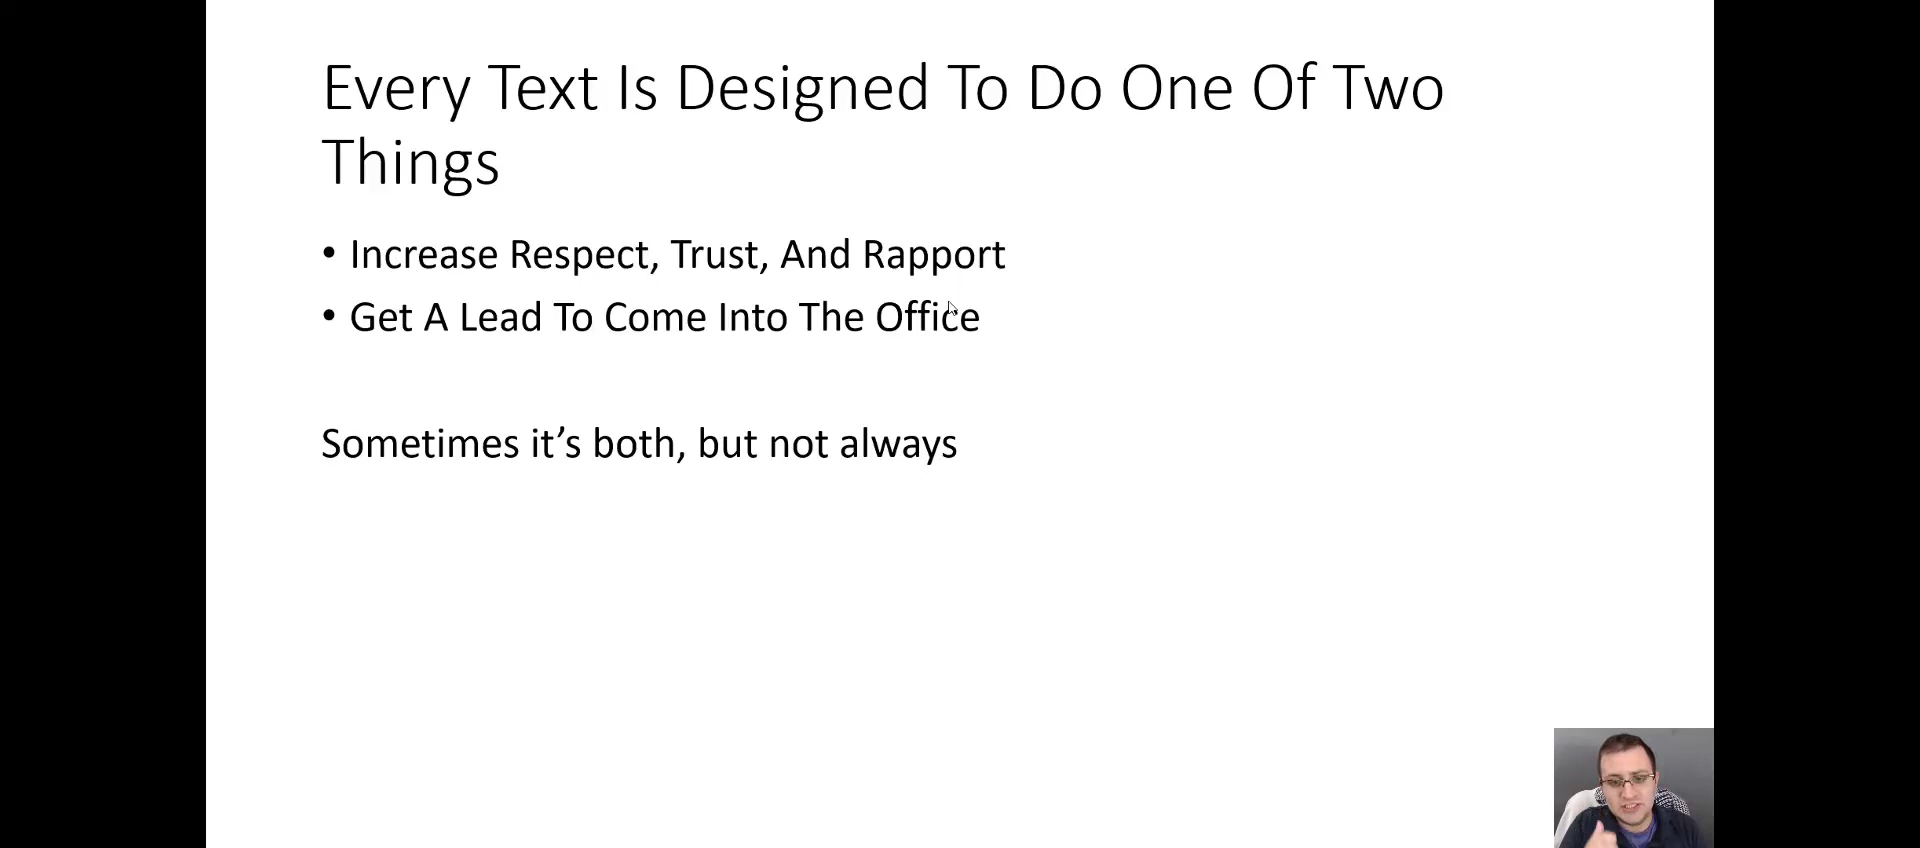 Every Text Is Designed To Do One Of Two
Things
• Increase Respect, Trust, And Rapport
• Get A Lead To Come Into The Office
Sometimes it’s both, but not always